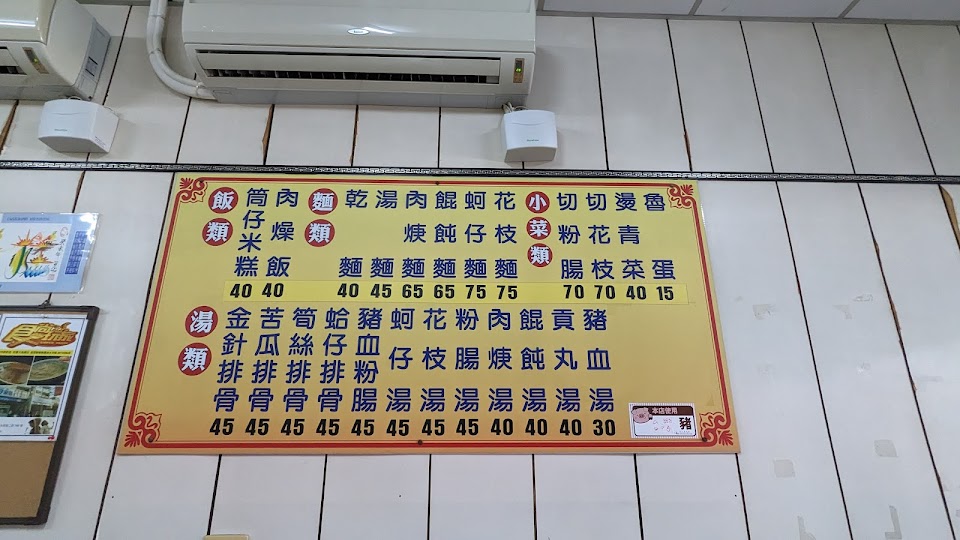 飯類
筒仔米糕 40
肉燥飯 40
麵類
乾麵 40
湯麵 45
肉焿麵 65
餛飩麵 65
蚵仔麵 75
花枝麵 75
小菜類
切粉腸 70
切花枝 70
燙青菜 40
魯蛋 15
湯類
金針排骨 45
苦瓜排骨 45
筍絲排骨 45
蛤仔排骨 45
豬血粉腸 45
蚵仔湯 45
花枝湯 45
粉腸湯 45
肉焿湯 40
餛飩湯 40
貢丸湯 40
豬血湯 30
本店使用
豬